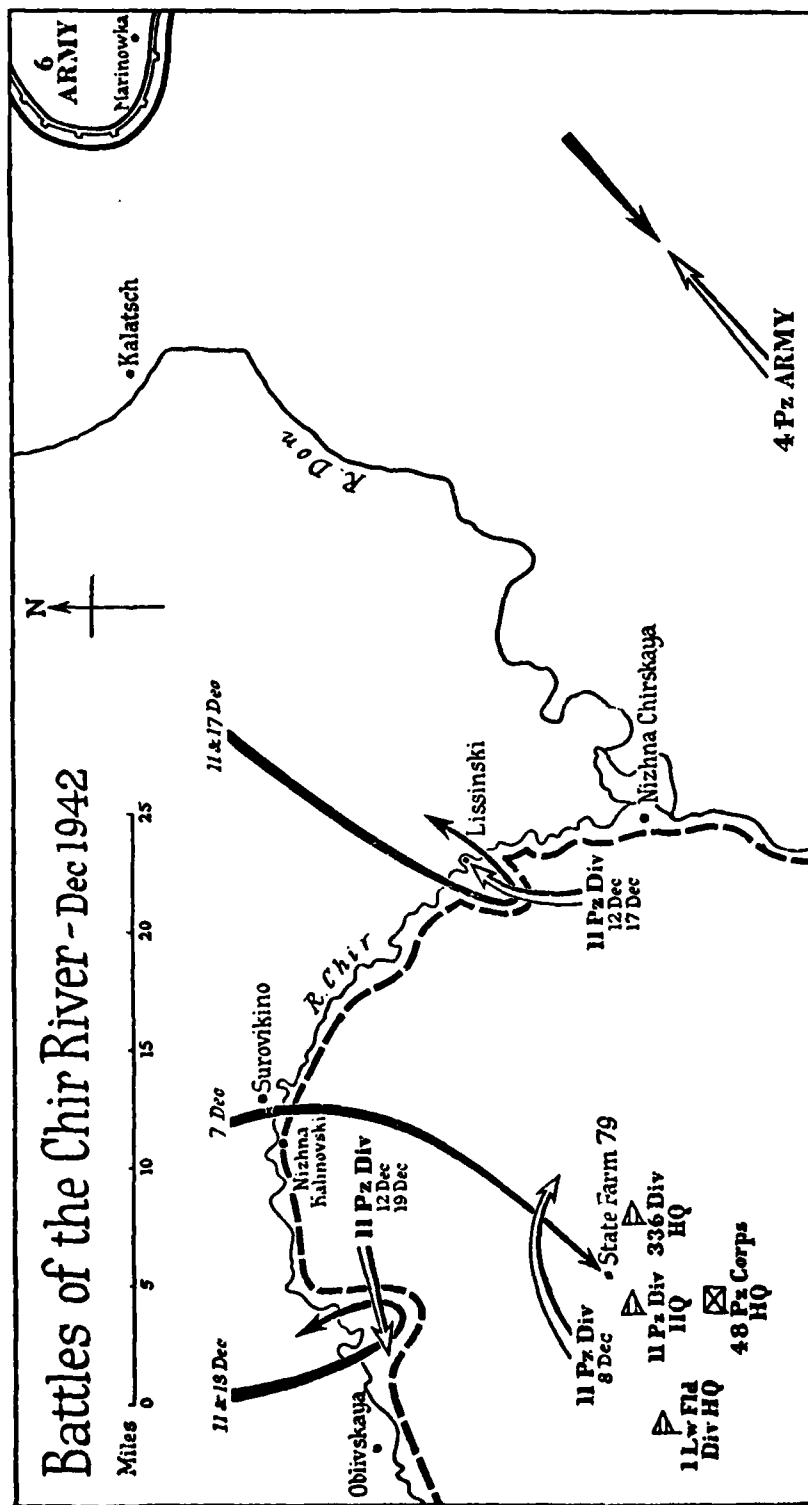 Battles of the Chir River - Dec 1942
Miles
0
5
10
15
20
25
N
6
ARMY
Marinowka
Kalatsch
R. Don
11 & 17 Dec
7 Dec
11 & 18 Dec
Surovikino
R. Chir
Nizhna
Kalinovski
Lissinski
11 Pz Div
12 Dec
19 Dec
Oblivskaya
11 Pz Div
12 Dec
17 Dec
Nizhna Chirskaya
11 Pz Div
8 Dec
State Farm 79
336 Div
HQ
11 Pz Div
HQ
1 Lw Fld
Div HQ
48 Pz Corps
HQ
4 Pz ARMY